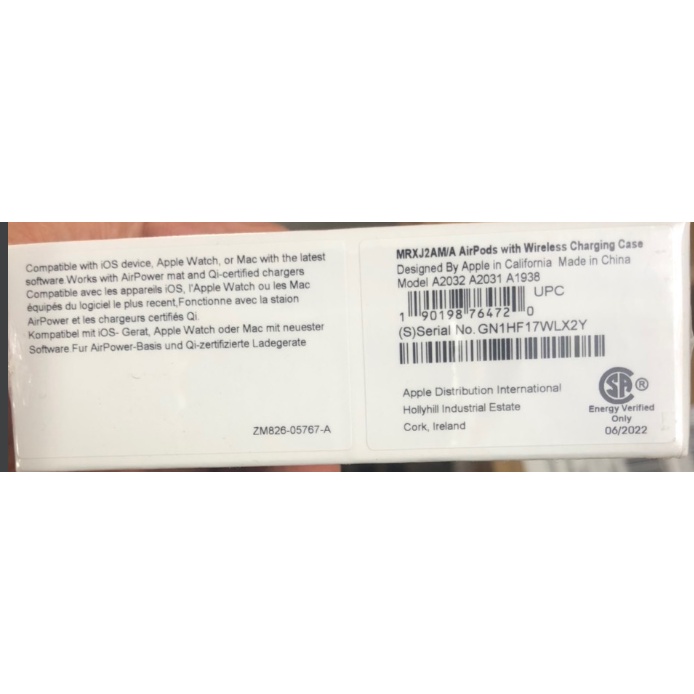 Compatible with iOS device, Apple Watch, or Mac with the latest
software.Works with AirPower mat and Qi-certified chargers
Compatible avec les appareils iOS, l'Apple Watch ou les Mac
équipés du logiciel le plus recent,Fonctionne avec la staion
AirPower et les chargeurs certifiés Qi.
Kompatibel mit iOS- Gerat, Apple Watch oder Mac mit neuester
Software.Fur AirPower-Basis und Qi-zertifizierte Ladegerate
ZM826-05767-A
MRXJ2AM/A AirPods with Wireless Charging Case
Designed By Apple in California Made in China
Model A2032 A2031 A1938
UPC
1 90198 76472 0
(S)Serial No. GN1HF17WLX2Y
Apple Distribution International
Hollyhill Industrial Estate
Cork, Ireland
SA ®
Energy Verified
Only
06/2022